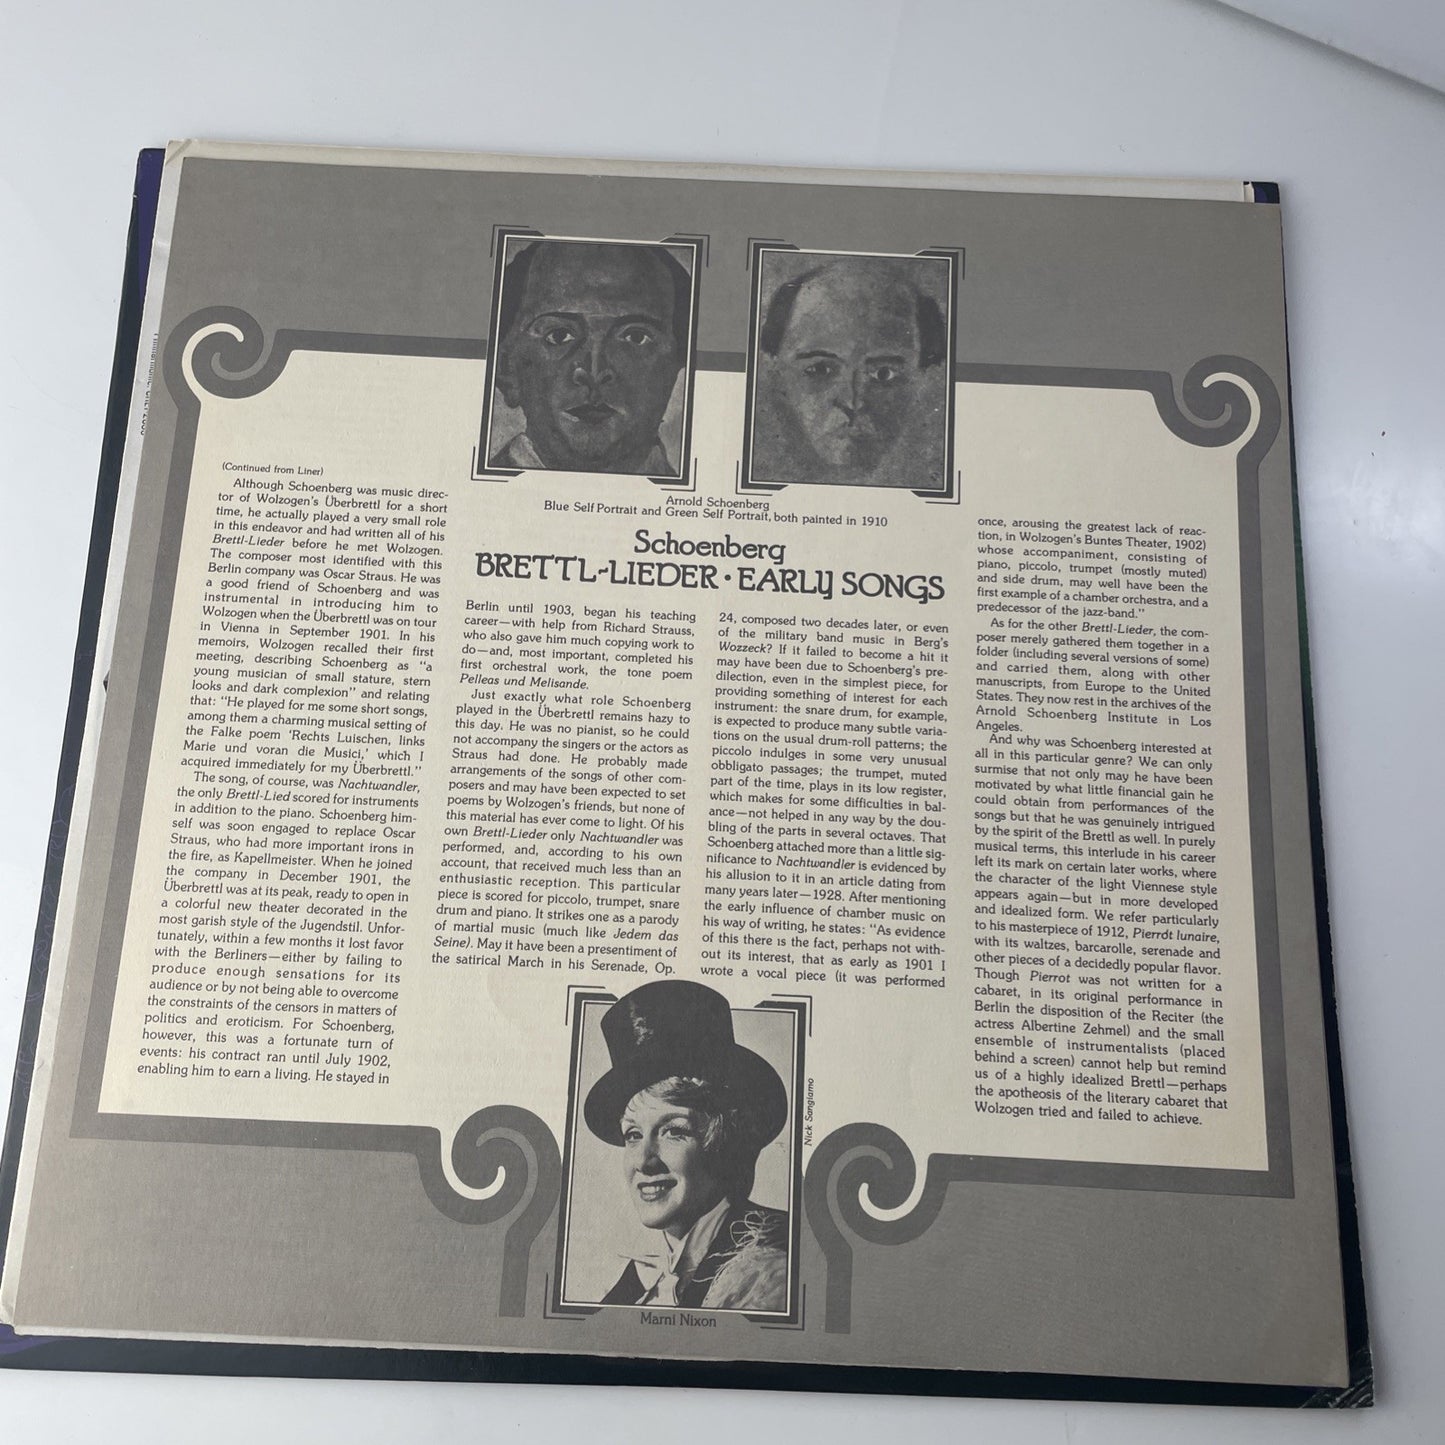 (Continued from Liner)
Although Schoenberg was music direc-
tor of Wolzogen's Überbrettl for a short
time, he actually played a very small role
in this endeavor and had written all of his
Brettl-Lieder before he met Wolzogen.
The composer most identified with this
Berlin company was Oscar Straus. He was
a good friend of Schoenberg and was
instrumental in introducing him to
Wolzogen when the Überbrettl was on tour
in Vienna in September 1901. In his
memoirs, Wolzogen recalled their first
meeting, describing Schoenberg as "a
young musician of small stature, stern
looks and dark complexion" and relating
that: "He played for me some short songs,
among them a charming musical setting of
the Falke poem 'Rechts Luischen, links
Marie und voran die Musici,' which I
acquired immediately for my Überbrettl."
The song, of course, was Nachtwandler,
the only Brettl-Lied scored for instruments
in addition to the piano. Schoenberg him-
self was soon engaged to replace Oscar
Straus, who had more important irons in
the fire, as Kapellmeister. When he joined
the company in December 1901, the
Überbrettl was at its peak, ready to open in
a colorful new theater decorated in the
most garish style of the Jugendstil. Unfor-
tunately, within a few months it lost favor
with the Berliners—either by failing to
produce enough sensations for its
audience or by not being able to overcome
the constraints of the censors in matters of
politics and eroticism. For Schoenberg,
however, this was a fortunate turn of
events: his contract ran until July 1902,
enabling him to earn a living. He stayed in
Arnold Schoenberg
Blue Self Portrait and Green Self Portrait, both painted in 1910
Schoenberg
BRETTL-LIEDER · EARLY SONGS
Berlin until 1903, began his teaching
career—with help from Richard Strauss,
who also gave him much copying work to
do—and, most important, completed his
first orchestral work, the tone poem
Pelleas und Melisande.
Just exactly what role Schoenberg
played in the Überbrettl remains hazy to
this day. He was no pianist, so he could
not accompany the singers or the actors as
Straus had done. He probably made
arrangements of the songs of other com-
posers and may have been expected to set
poems by Wolzogen's friends, but none of
this material has ever come to light. Of his
own Brettl-Lieder only Nachtwandler was
performed, and, according to his own
account, that received much less than an
enthusiastic reception. This particular
piece is scored for piccolo, trumpet, snare
drum and piano. It strikes one as a parody
of martial music (much like Jedem das
Seine). May it have been a presentiment of
the satirical March in his Serenade, Op.
24, composed two decades later, or even
of the military band music in Berg's
Wozzeck? If it failed to become a hit it
may have been due to Schoenberg's pre-
dilection, even in the simplest piece, for
providing something of interest for each
instrument: the snare drum, for example,
is expected to produce many subtle varia-
tions on the usual drum-roll patterns; the
piccolo indulges in some very unusual
obbligato passages; the trumpet, muted
part of the time, plays in its low register,
which makes for some difficulties in bal-
ance—not helped in any way by the dou-
bling of the parts in several octaves. That
Schoenberg attached more than a little sig-
nificance to Nachtwandler is evidenced by
his allusion to it in an article dating from
many years later—1928. After mentioning
the early influence of chamber music on
his way of writing, he states: "As evidence
of this there is the fact, perhaps not with-
out its interest, that as early as 1901 I
wrote a vocal piece (it was performed
once, arousing the greatest lack of reac-
tion, in Wolzogen's Buntes Theater, 1902)
whose accompaniment, consisting of
piano, piccolo, trumpet (mostly muted)
and side drum, may well have been the
first example of a chamber orchestra, and a
predecessor of the jazz-band."
As for the other Brettl-Lieder, the com-
poser merely gathered them together in a
folder (including several versions of some)
and carried them, along with other
manuscripts, from Europe to the United
States. They now rest in the archives of the
Arnold Schoenberg Institute in Los
Angeles.
And why was Schoenberg interested at
all in this particular genre? We can only
surmise that not only may he have been
motivated by what little financial gain he
could obtain from performances of the
songs but that he was genuinely intrigued
by the spirit of the Brettl as well. In purely
musical terms, this interlude in his career
left its mark on certain later works, where
the character of the light Viennese style
appears again—but in more developed
and idealized form. We refer particularly
to his masterpiece of 1912, Pierrot lunaire,
with its waltzes, barcarolle, serenade and
other pieces of a decidedly popular flavor.
Though Pierrot was not written for a
cabaret, in its original performance in
Berlin the disposition of the Reciter (the
actress Albertine Zehmel) and the small
ensemble of instrumentalists (placed
behind a screen) cannot help but remind
us of a highly idealized Brettl—perhaps
the apotheosis of the literary cabaret that
Wolzogen tried and failed to achieve.
Nick Sangiamo
Marni Nixon